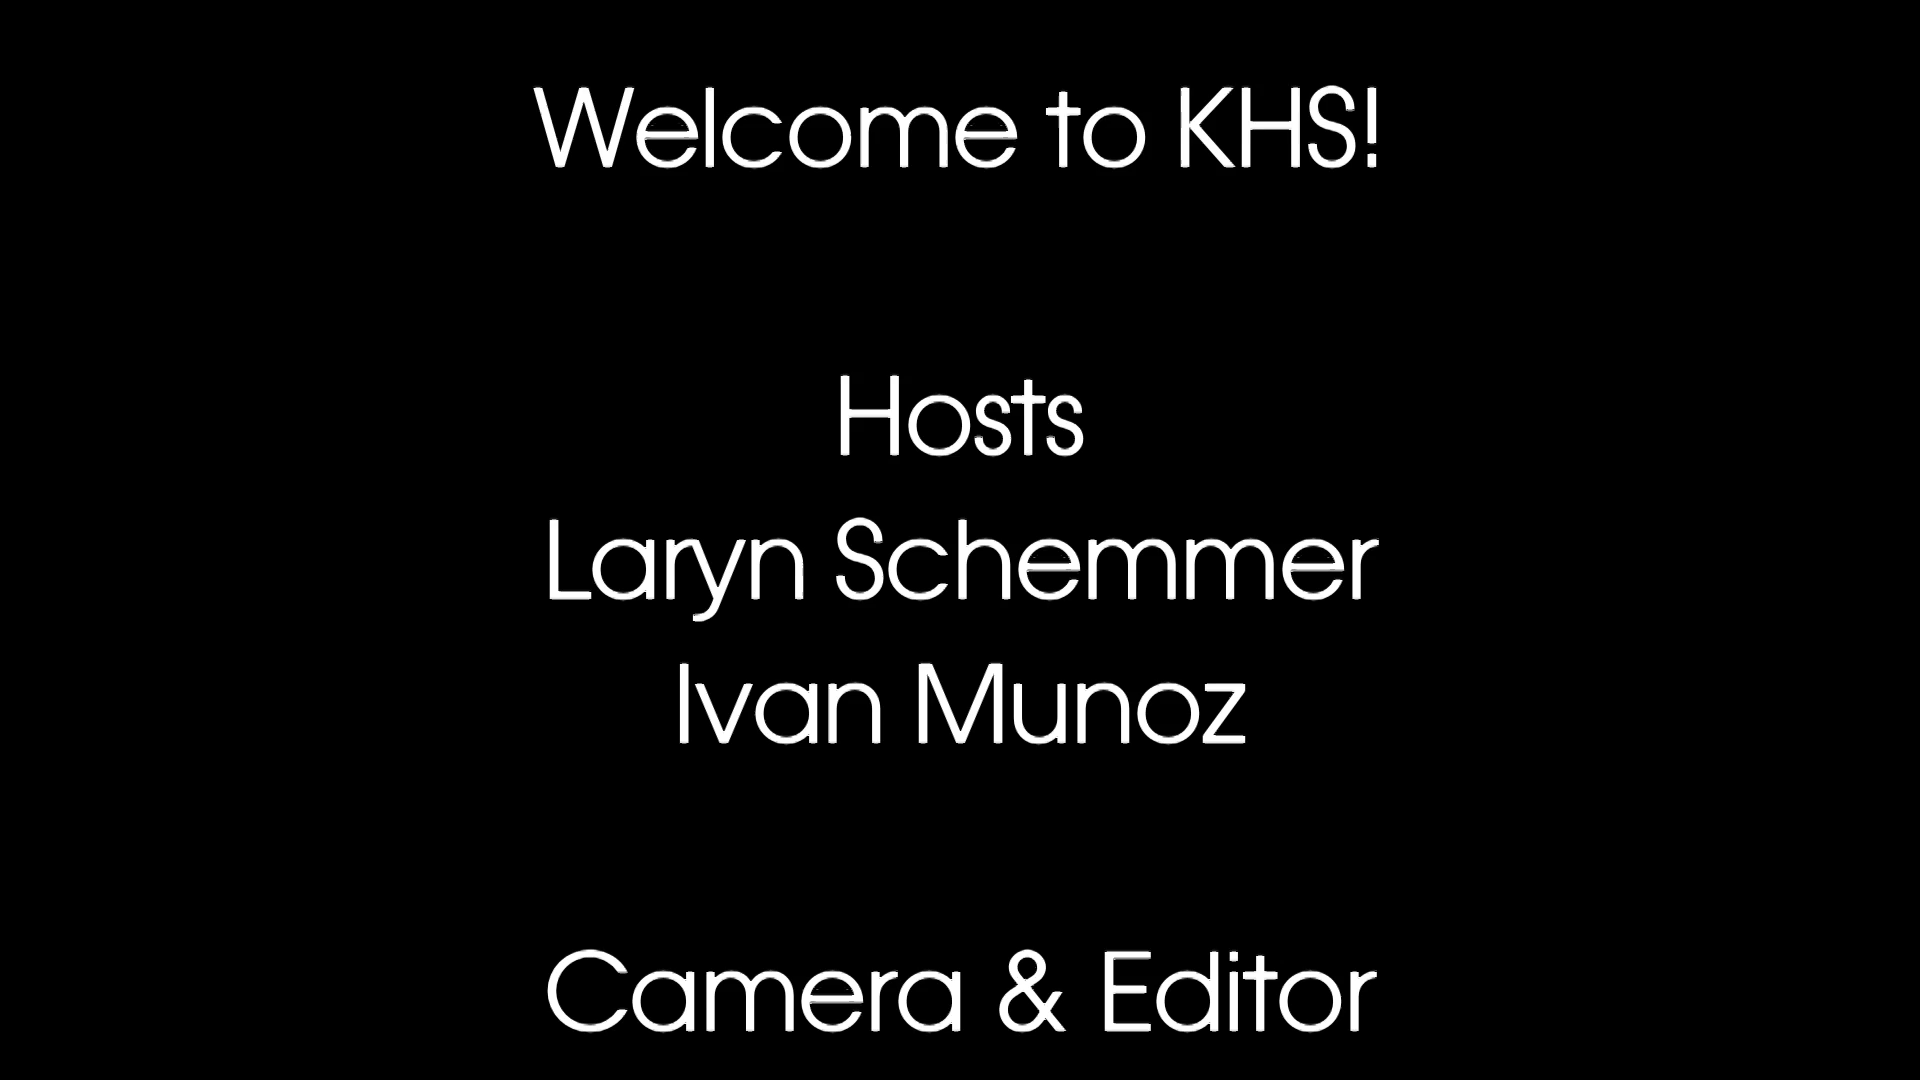 Welcome to KHS!
Hosts
Laryn Schemmer
Ivan Munoz
Camera & Editor